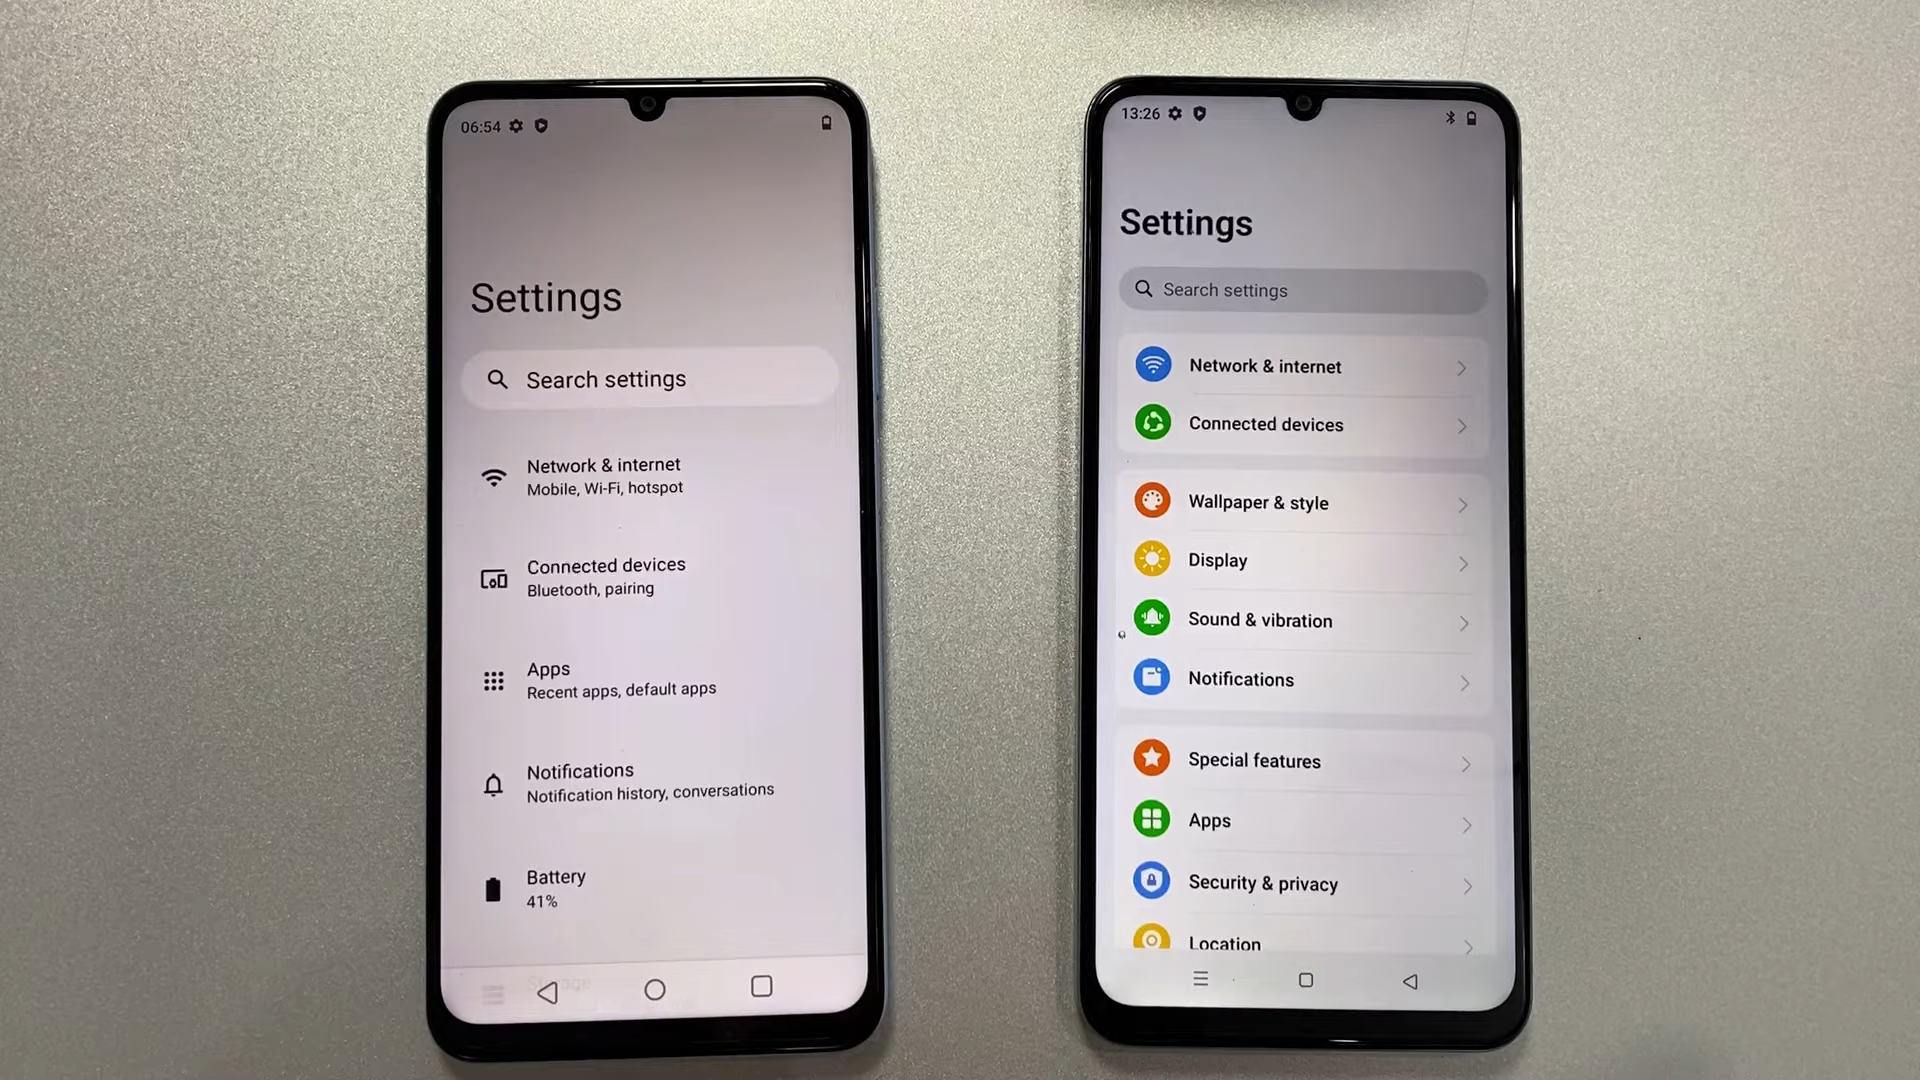 06:54
Settings
Search settings
Network & internet
Mobile, Wi-Fi, hotspot
Connected devices
Bluetooth, pairing
Apps
Recent apps, default apps
Notifications
Notification history, conversations
Battery
41%
Storage
13:26
Settings
Search settings
Network & internet
Connected devices
Wallpaper & style
Display
Sound & vibration
Notifications
Special features
Apps
Security & privacy
Location